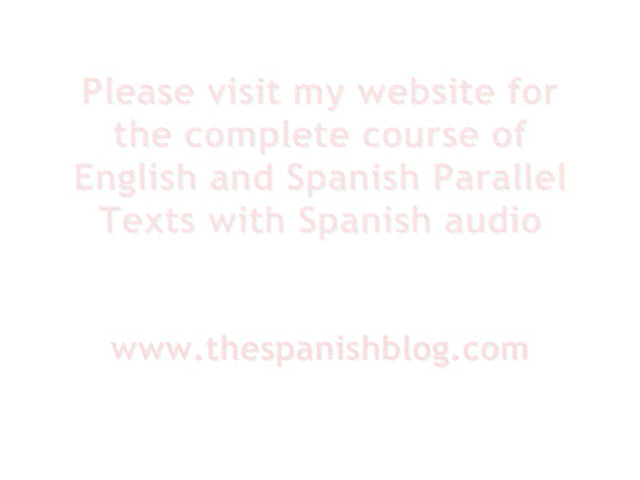 Please visit my website for
the complete course of
English and Spanish Parallel
Texts with Spanish audio
www.thespanishblog.com